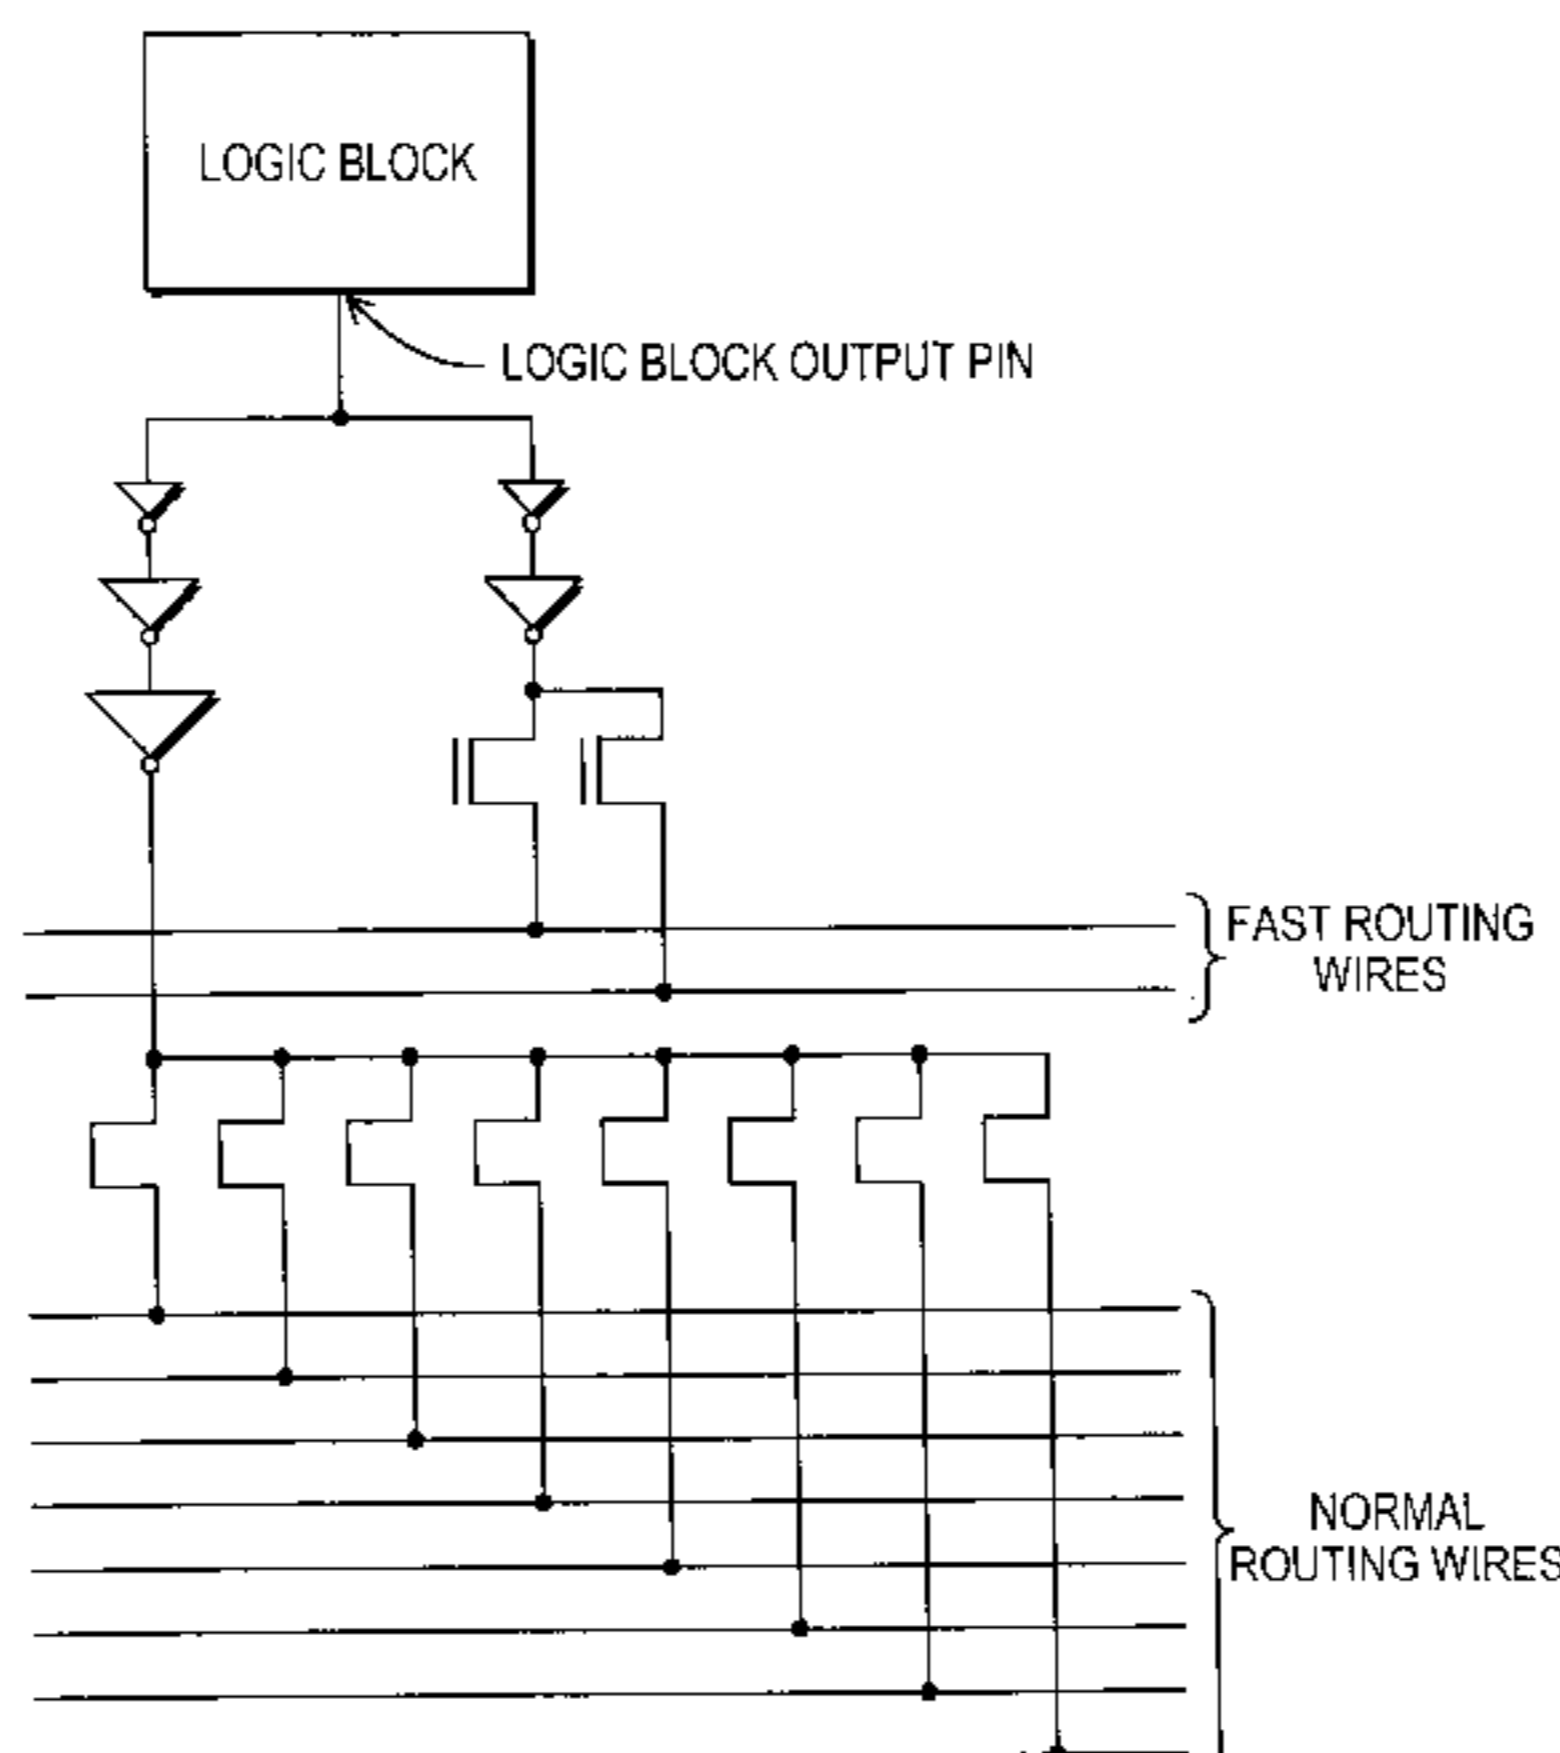 LOGIC BLOCK
LOGIC BLOCK OUTPUT PIN
FAST ROUTING
WIRES
NORMAL
ROUTING WIRES